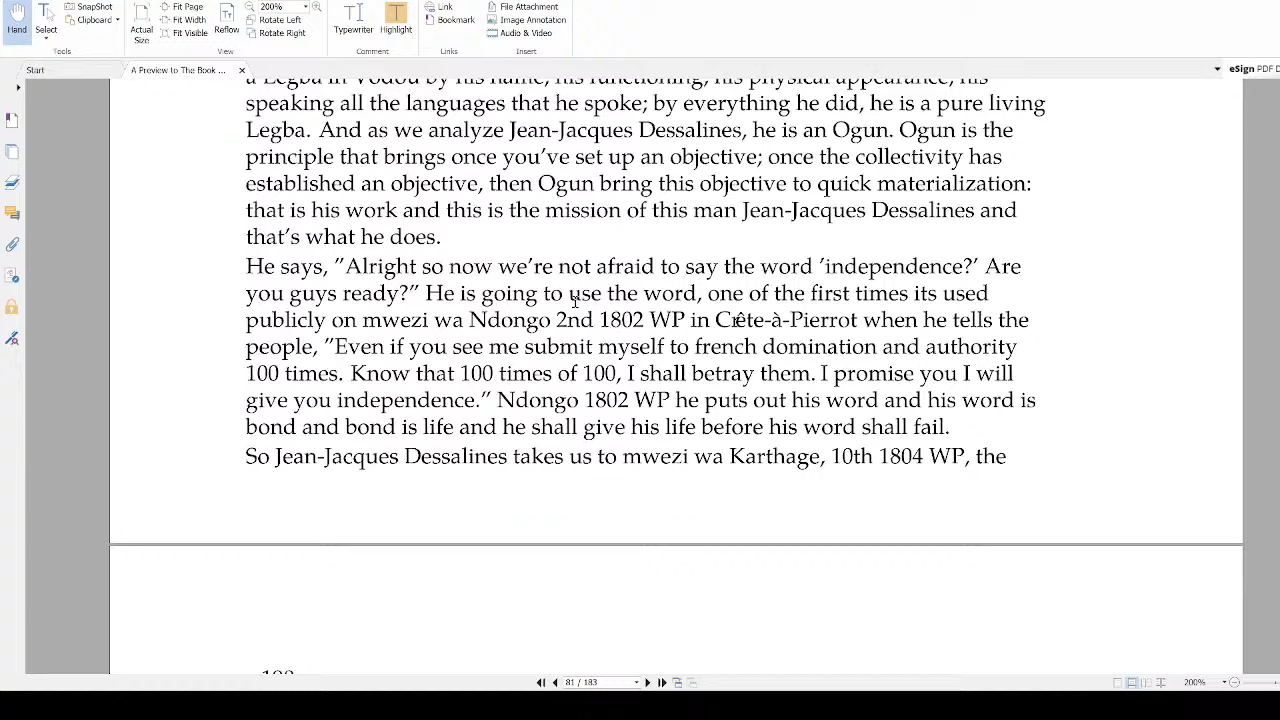 SnapShot
Clipboard
Hand
Select
Tools
Actual
Size
Fit Page
Fit Width
Fit Visible
Reflow
200%
Rotate Left
Rotate Right
View
Typewriter
Highlight
Comment
Link
Bookmark
Links
File Attachment
Image Annotation
Audio & Video
Insert
Start
A Preview to The Book ...
eSign PDF D
a Legba in Vodou by his name, his functioning, his physical appearance, his
speaking all the languages that he spoke; by everything he did, he is a pure living
Legba. And as we analyze Jean-Jacques Dessalines, he is an Ogun. Ogun is the
principle that brings once you’ve set up an objective; once the collectivity has
established an objective, then Ogun bring this objective to quick materialization:
that is his work and this is the mission of this man Jean-Jacques Dessalines and
that’s what he does.
He says, ”Alright so now we’re not afraid to say the word ’independence?’ Are
you guys ready?” He is going to use the word, one of the first times its used
publicly on mwezi wa Ndongo 2nd 1802 WP in Crête-à-Pierrot when he tells the
people, ”Even if you see me submit myself to french domination and authority
100 times. Know that 100 times of 100, I shall betray them. I promise you I will
give you independence.” Ndongo 1802 WP he puts out his word and his word is
bond and bond is life and he shall give his life before his word shall fail.
So Jean-Jacques Dessalines takes us to mwezi wa Karthage, 10th 1804 WP, the
81 / 183
200%